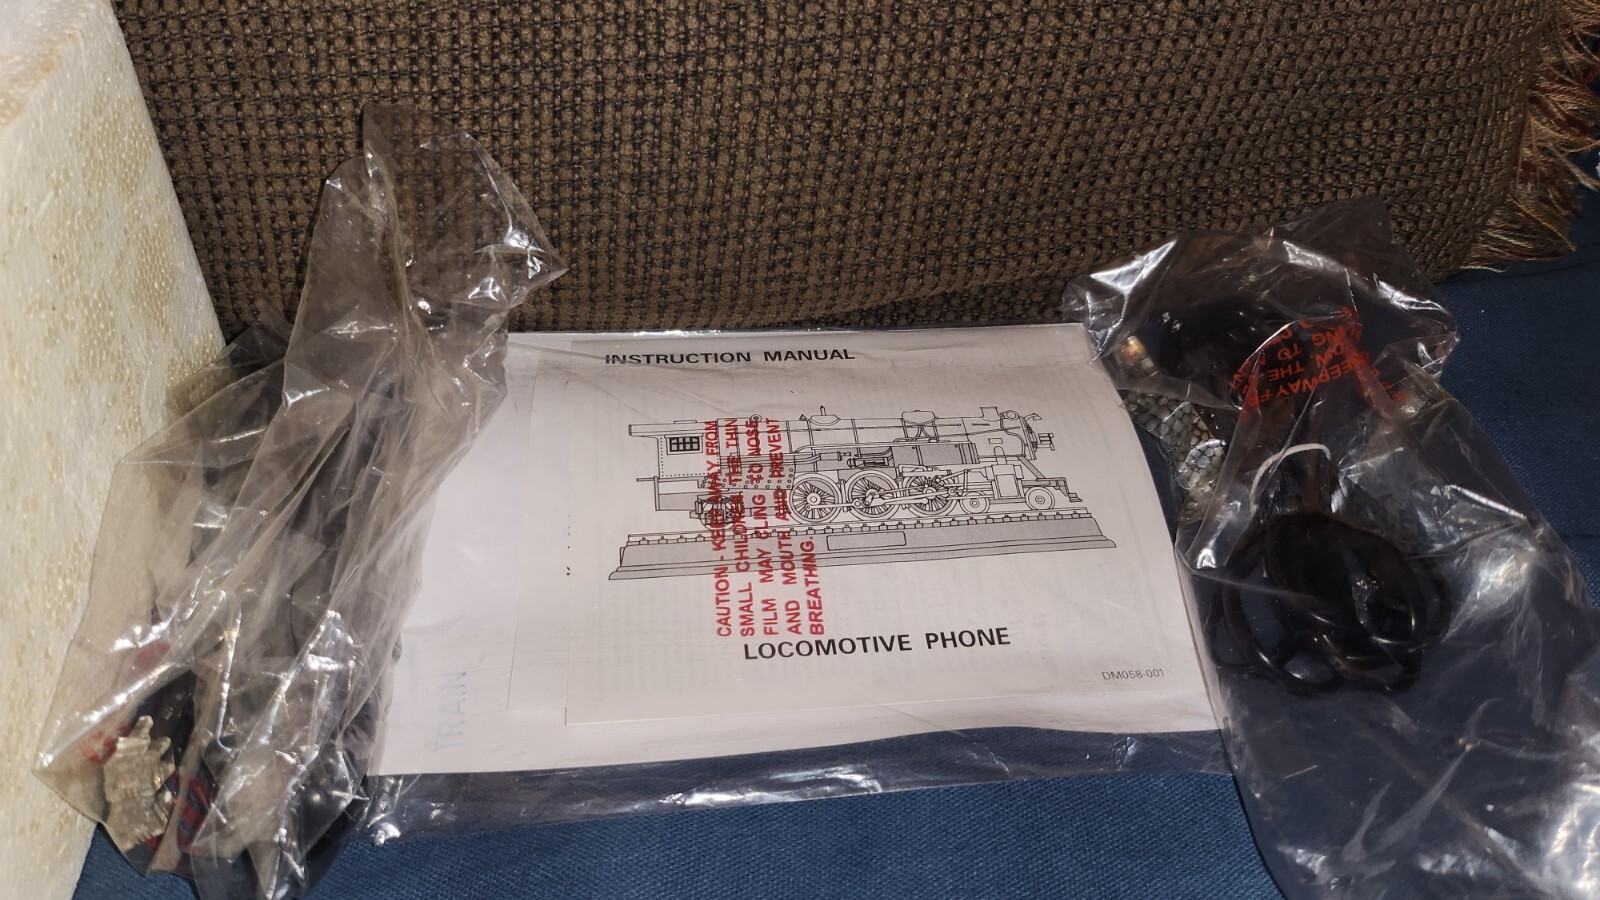 INSTRUCTION MANUAL
CAUTION - KEEP AWAY FROM
SMALL CHILDREN. THE THIN
FILM MAY CLING TO NOSE
AND MOUTH AND PREVENT
BREATHING.
LOCOMOTIVE PHONE
DM058-001
TRAIN